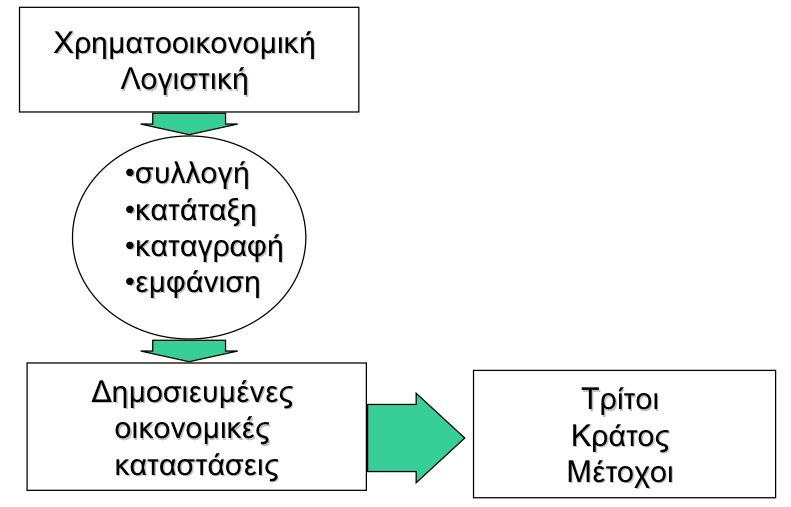 Χρηματοοικονομική
Λογιστική
•συλλογή
•κατάταξη
•καταγραφή
•εμφάνιση
Δημοσιευμένες
οικονομικές
καταστάσεις
Τρίτοι
Κράτος
Μέτοχοι